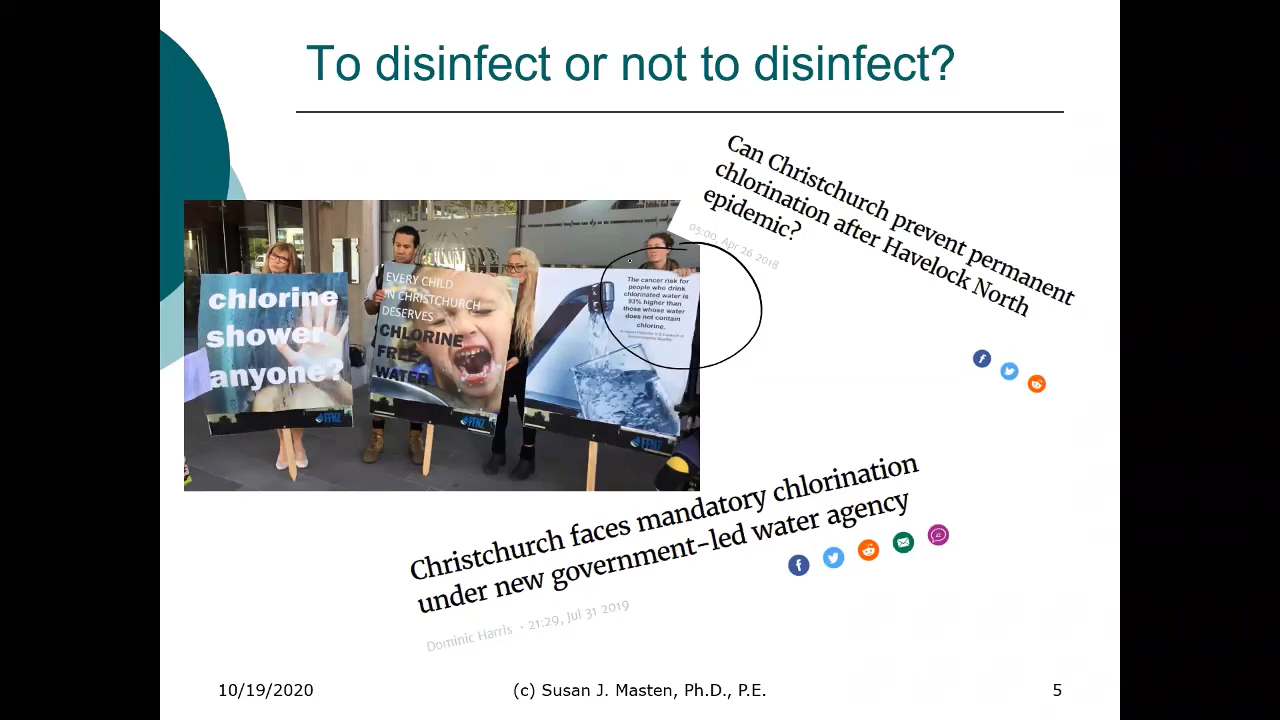 To disinfect or not to disinfect?
Can Christchurch prevent permanent
chlorination after Havelock North
epidemic?
05:00, Apr 26 2018
chlorine
shower
anyone?
FFNZ
EVERY CHILD
IN CHRISTCHURCH
DESERVES
CHLORINE
FREE
WATER
FFNZ
The cancer risk for
people who drink
chlorinated water is
93% higher than
those whose water
does not contain
chlorine.
FFNZ
Christchurch faces mandatory chlorination
under new government-led water agency
Dominic Harris · 21:29, Jul 31 2019
10/19/2020
(c) Susan J. Masten, Ph.D., P.E.
5